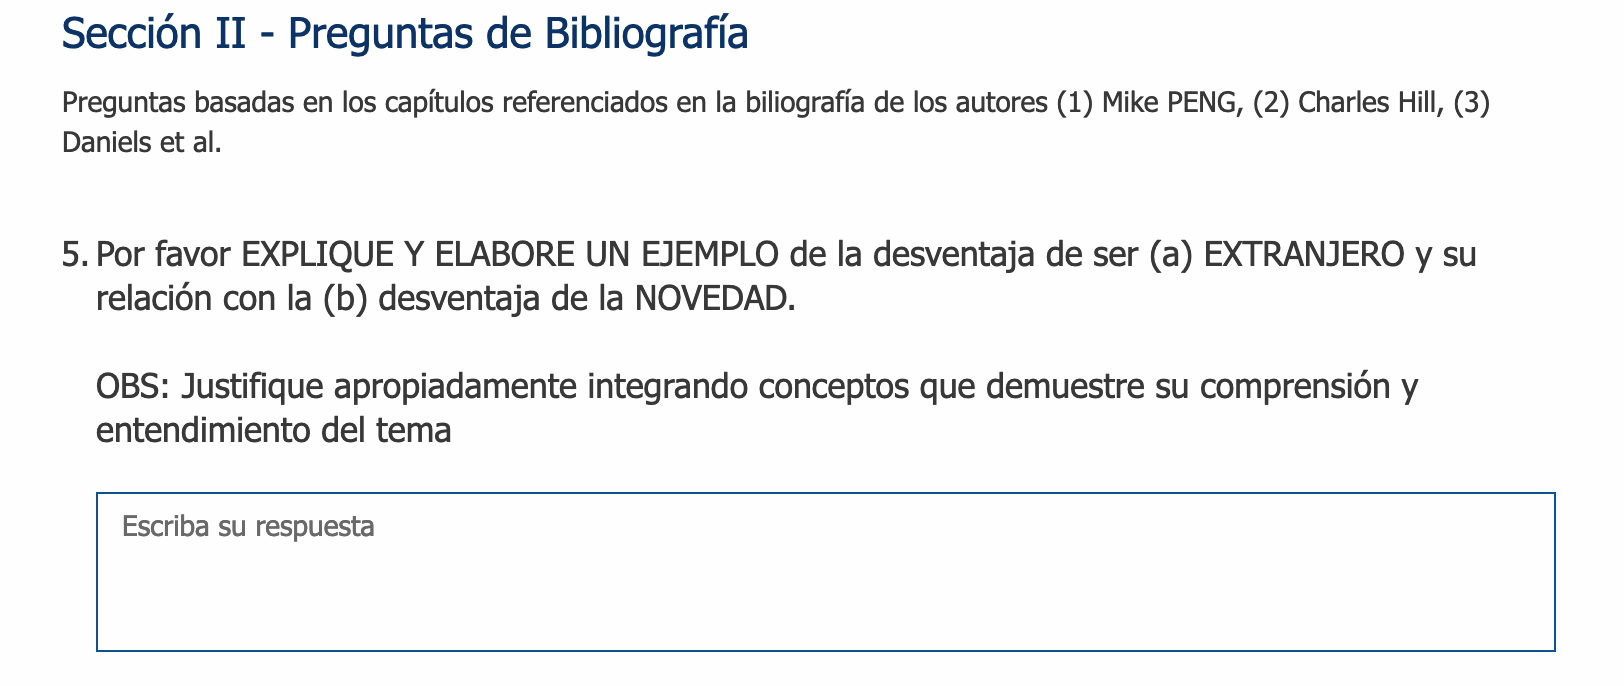 Sección II - Preguntas de Bibliografía
Preguntas basadas en los capítulos referenciados en la biliografía de los autores (1) Mike PENG, (2) Charles Hill, (3)
Daniels et al.
5. Por favor EXPLIQUE Y ELABORE UN EJEMPLO de la desventaja de ser (a) EXTRANJERO y su
relación con la (b) desventaja de la NOVEDAD.
OBS: Justifique apropiadamente integrando conceptos que demuestre su comprensión y
entendimiento del tema
Escriba su respuesta